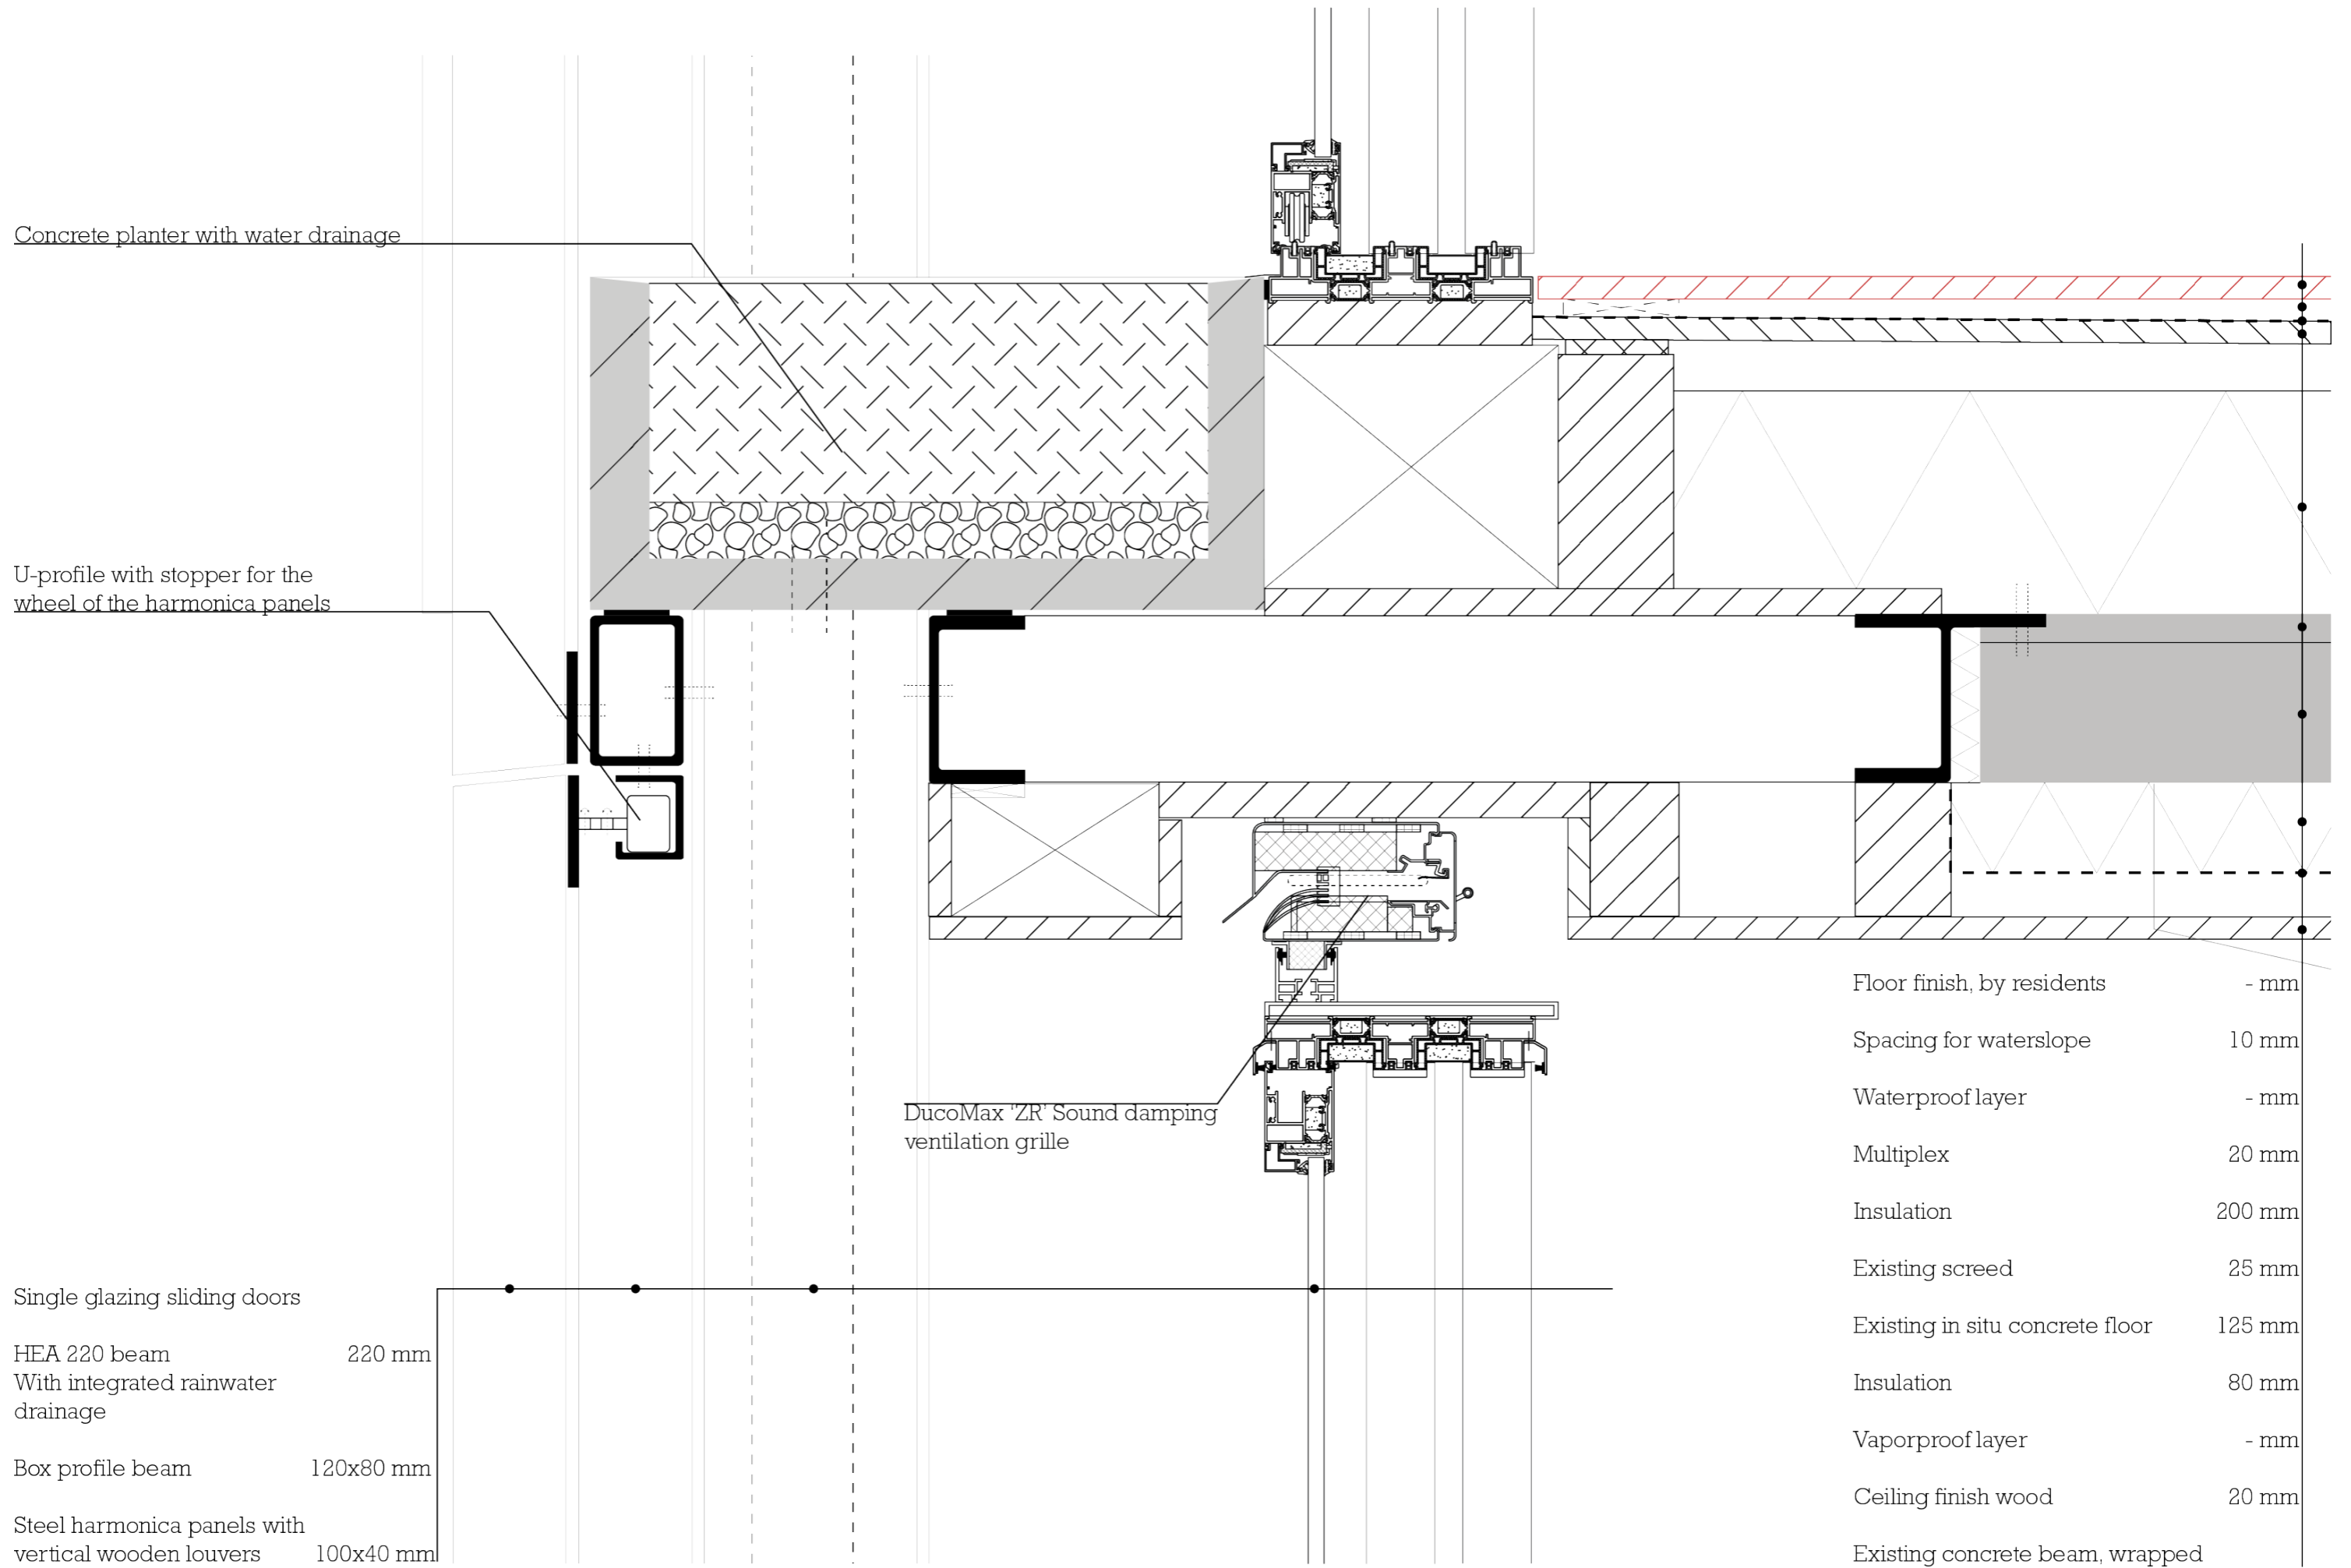 Concrete planter with water drainage
U-profile with stopper for the
wheel of the harmonica panels
DucoMax 'ZR' Sound damping
ventilation grille
Single glazing sliding doors
HEA 220 beam 220 mm
With integrated rainwater
drainage
Box profile beam 120x80 mm
Steel harmonica panels with
vertical wooden louvers 100x40 mm
Floor finish, by residents - mm
Spacing for waterslope 10 mm
Waterproof layer - mm
Multiplex 20 mm
Insulation 200 mm
Existing screed 25 mm
Existing in situ concrete floor 125 mm
Insulation 80 mm
Vaporproof layer - mm
Ceiling finish wood 20 mm
Existing concrete beam, wrapped